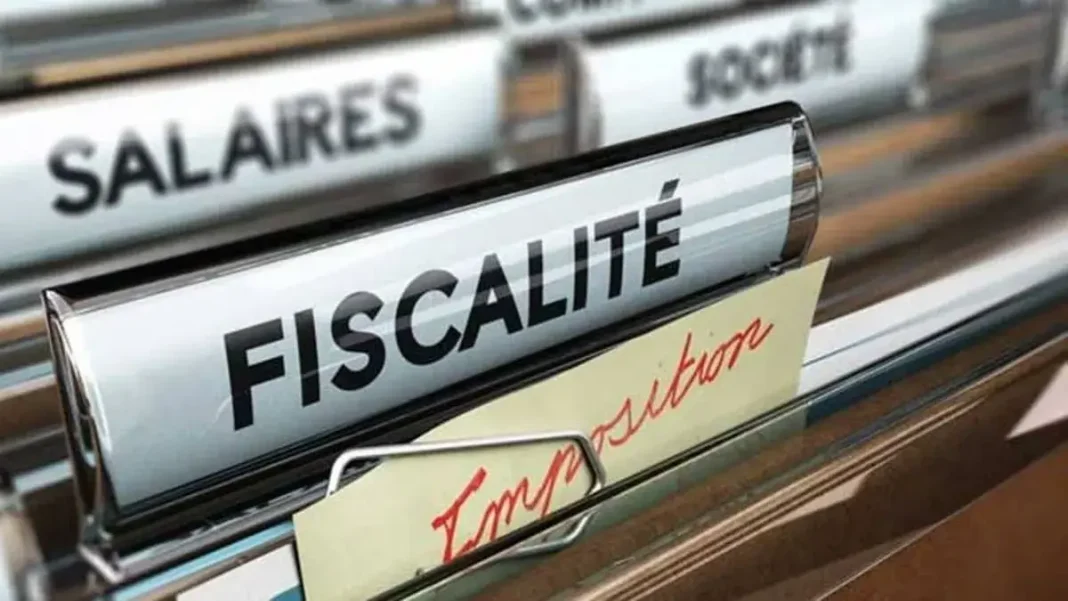 SALAIRES
SOCIÉTÉ
FISCALITÉ
Imposition